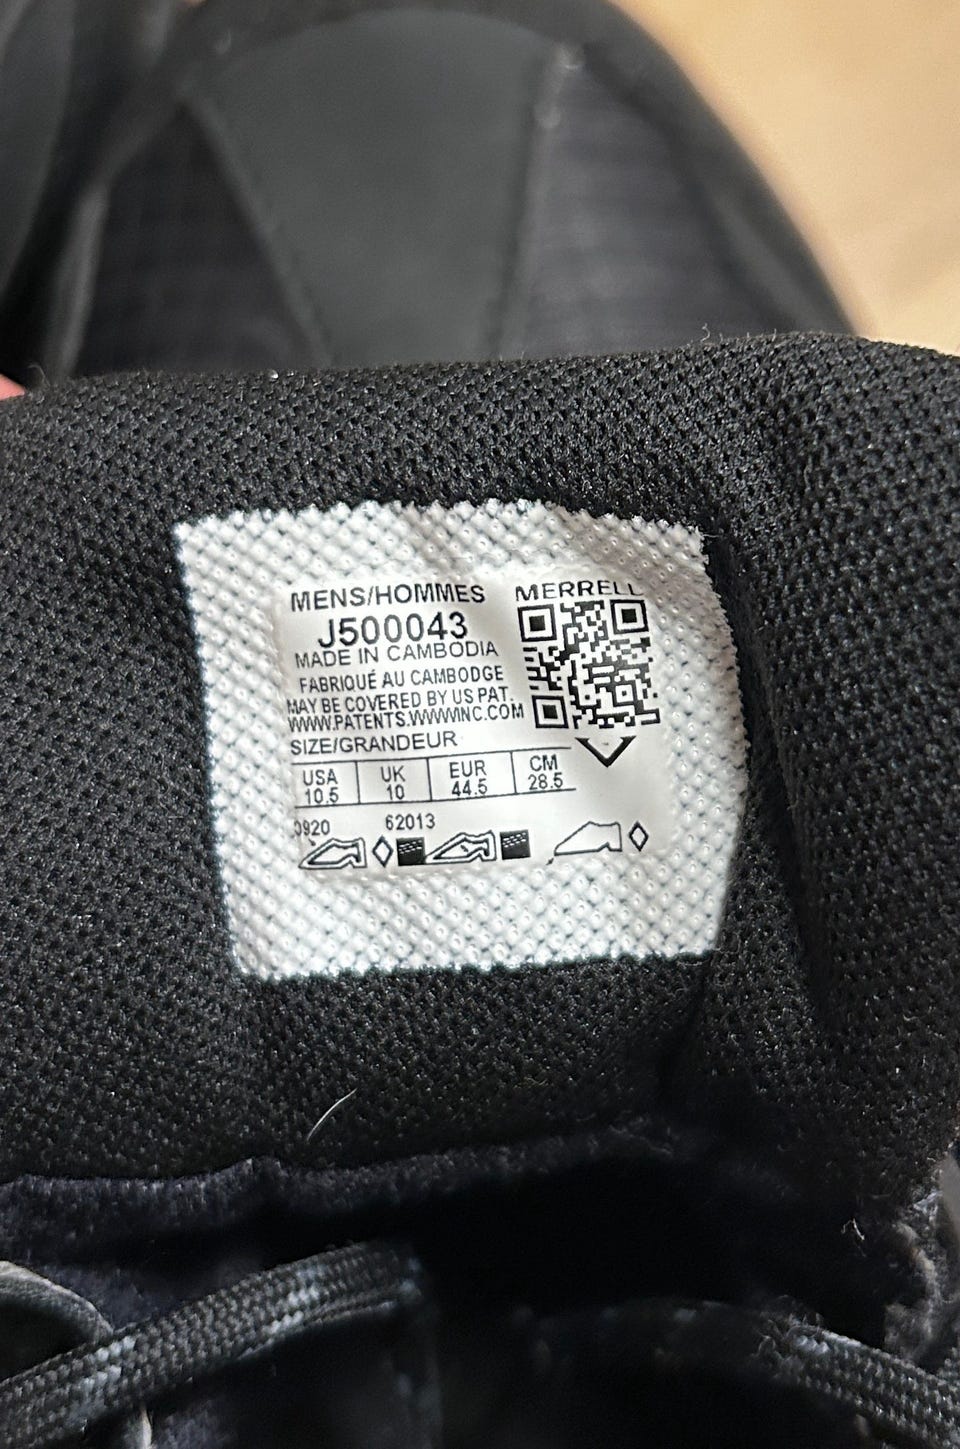 MENS/HOMMES
J500043
MADE IN CAMBODIA
FABRIQUÉ AU CAMBODGE
MAY BE COVERED BY US PAT.
WWW.PATENTS.WWWINC.COM
SIZE/GRANDEUR
USA UK EUR CM
10.5 10 44.5 28.5
0920 62013
MERRELL